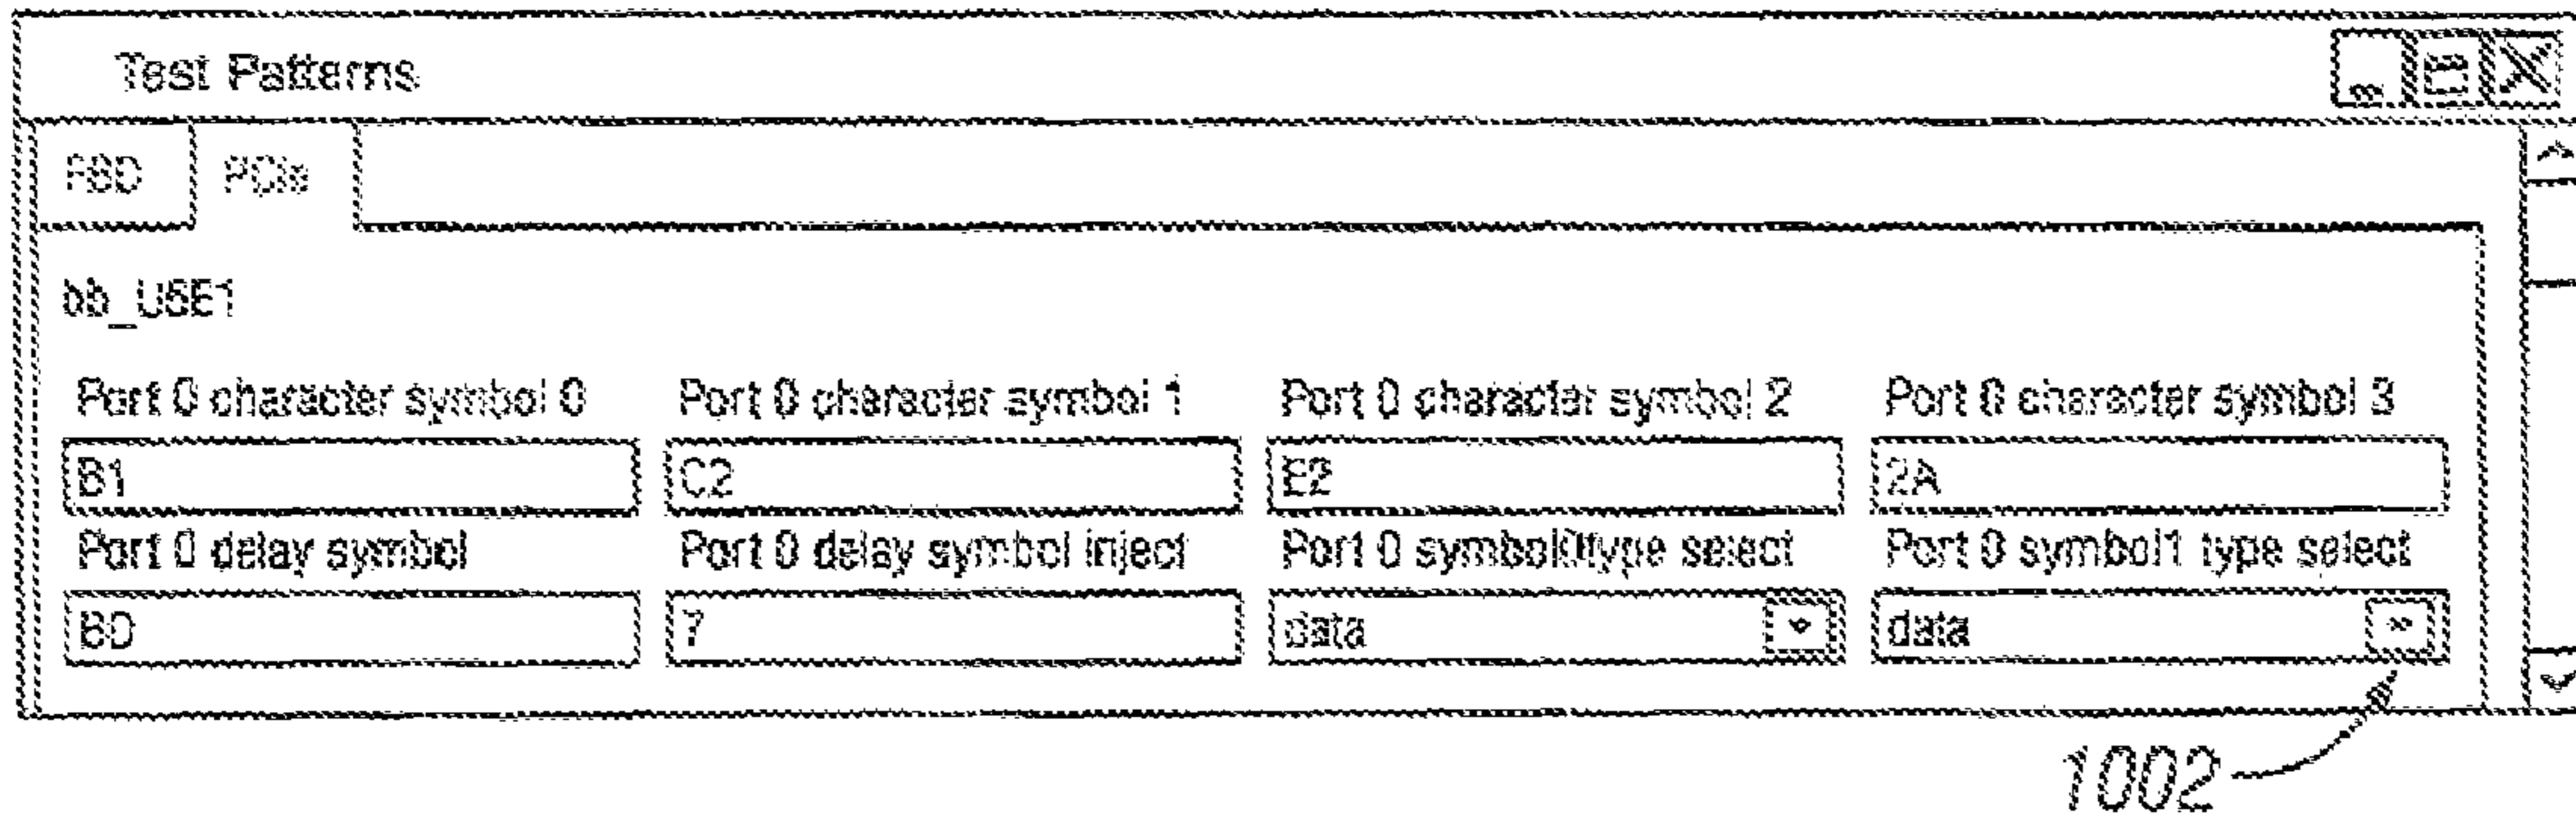 Test Patterns
FBD PCIe
bb_USE1
Port 0 character symbol 0 Port 0 character symbol 1 Port 0 character symbol 2 Port 0 character symbol 3
B1 C2 E2 2A
Port 0 delay symbol Port 0 delay symbol inject Port 0 symbol0type select Port 0 symbol1 type select
BD 7 data data
1002